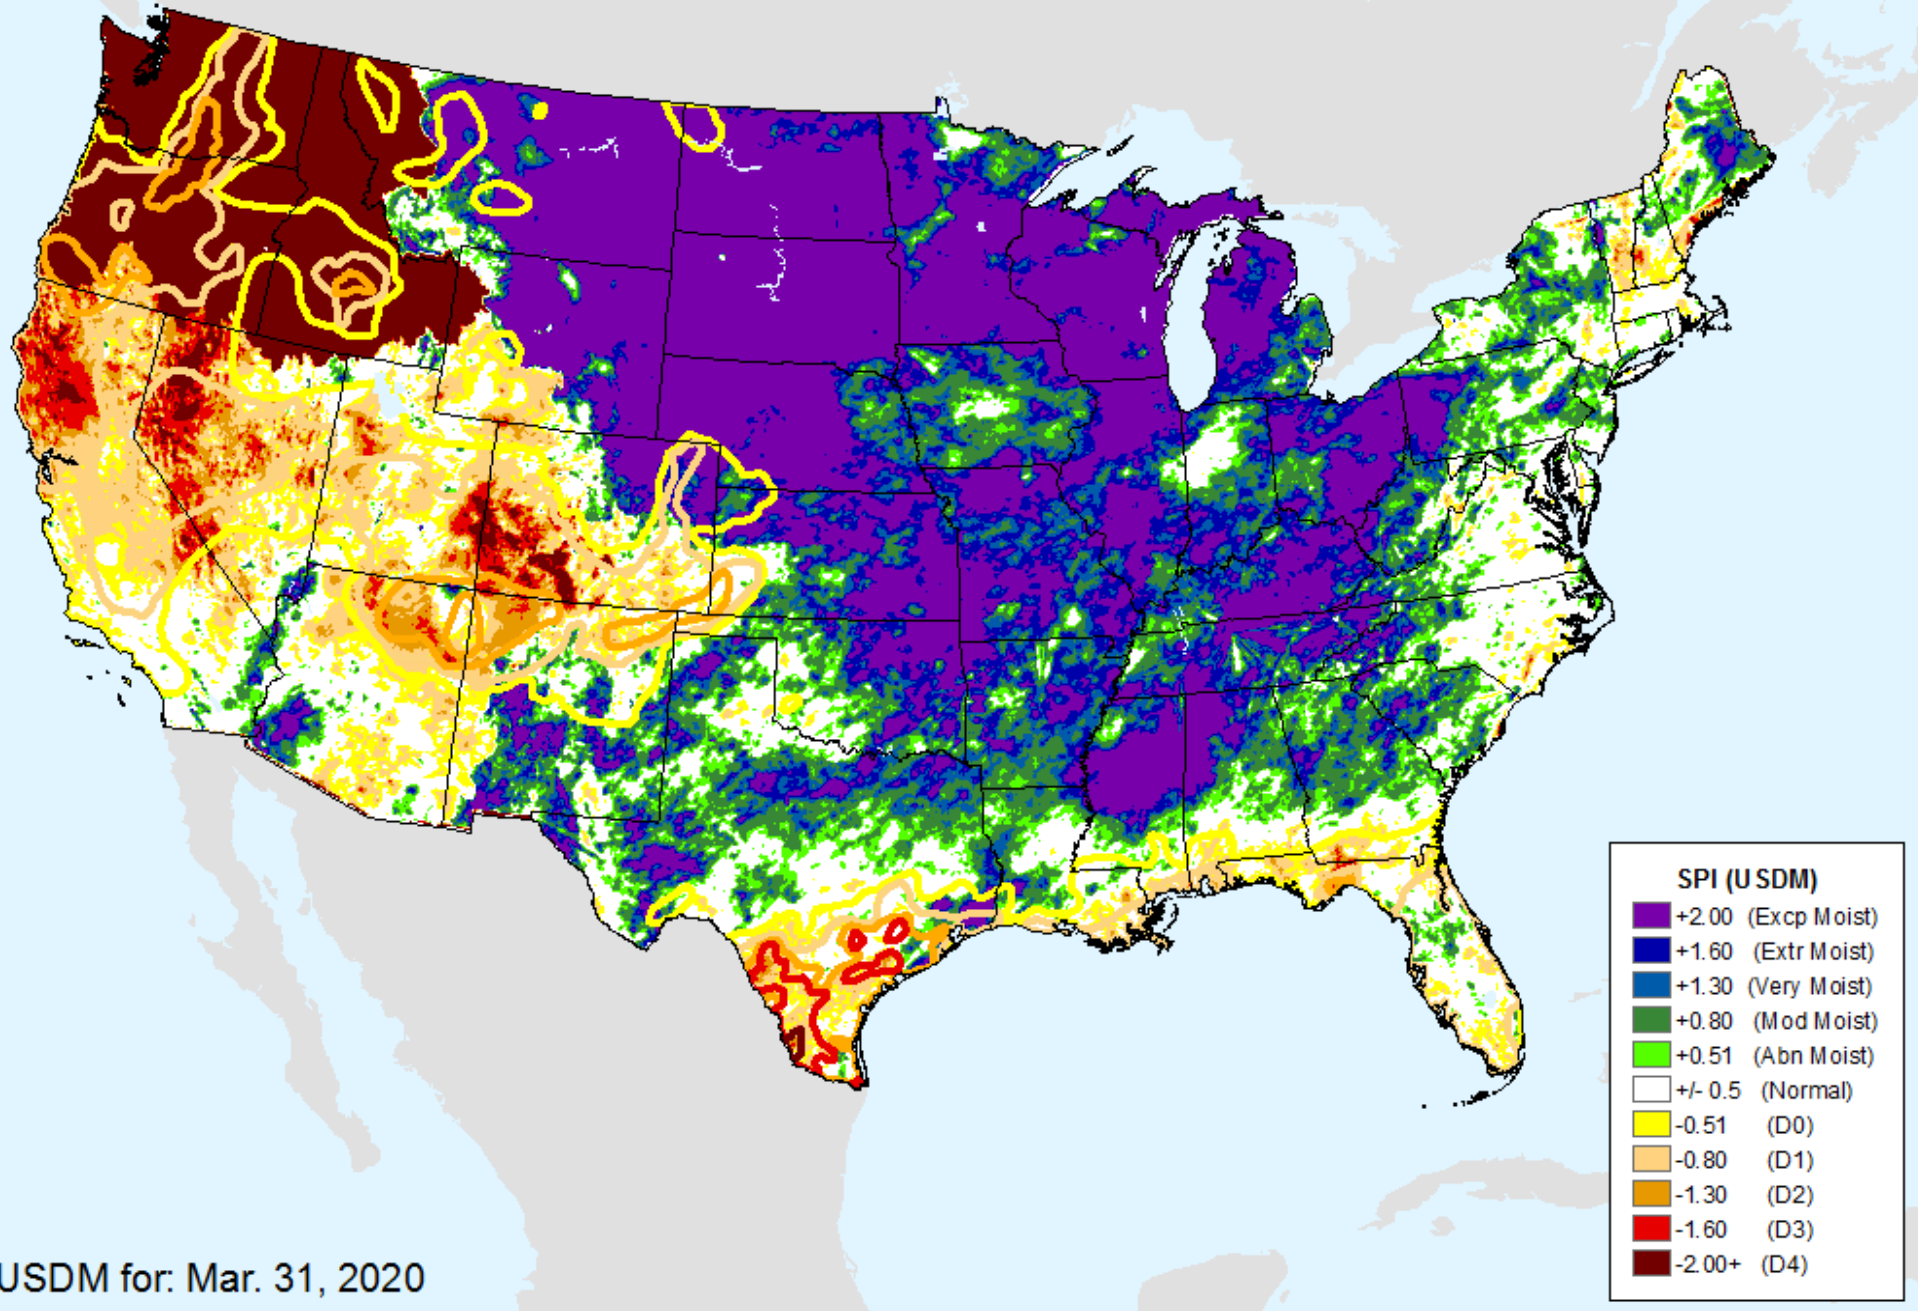 SPI (USDM)
+2.00 (Excp Moist)
+1.60 (Extr Moist)
+1.30 (Very Moist)
+0.80 (Mod Moist)
+0.51 (Abn Moist)
+/- 0.5 (Normal)
-0.51 (D0)
-0.80 (D1)
-1.30 (D2)
-1.60 (D3)
-2.00+ (D4)
USDM for: Mar. 31, 2020